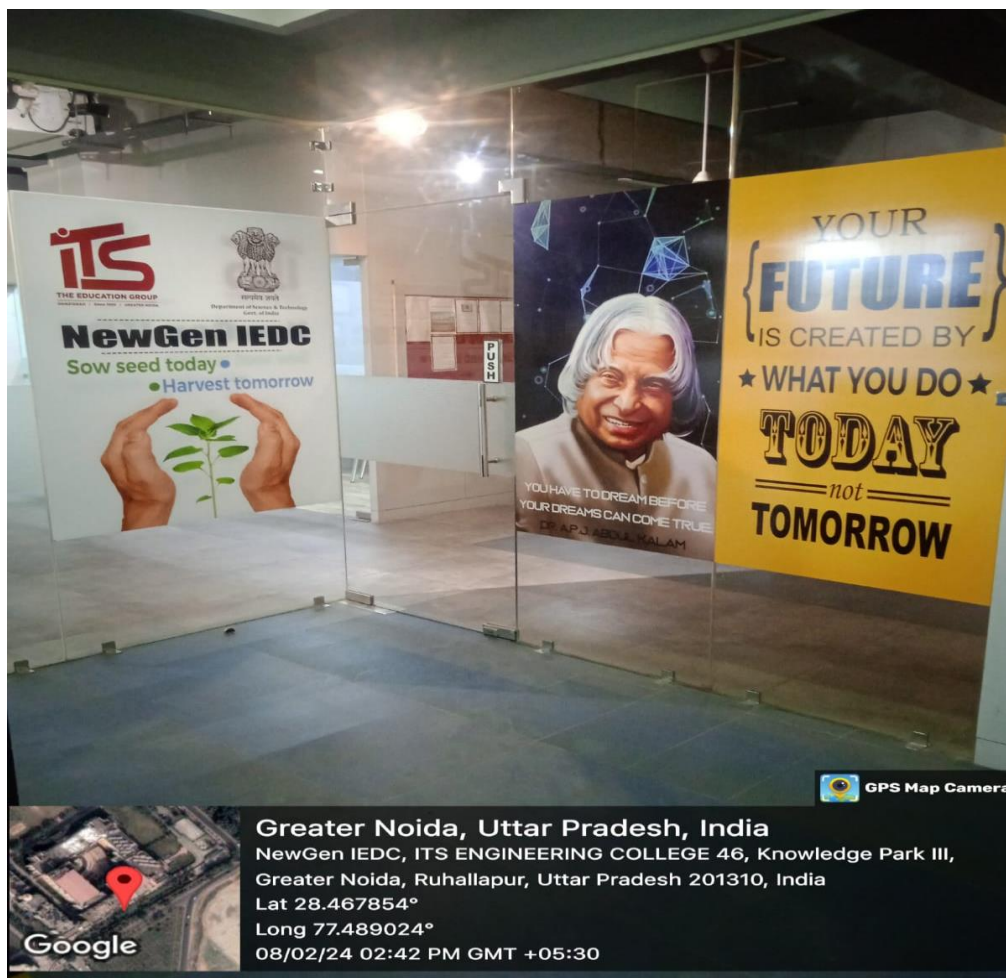 iTS
THE EDUCATION GROUP
सत्यमेव जयते
Department of Science & Technology
Govt. of India
NewGen IEDC
Sow seed today
Harvest tomorrow
PUSH
YOU HAVE TO DREAM BEFORE
YOUR DREAMS CAN COME TRUE
DR. A.P.J. ABDUL KALAM
YOUR
FUTURE
IS CREATED BY
WHAT YOU DO
TODAY
not
TOMORROW
GPS Map Camera
Google
Greater Noida, Uttar Pradesh, India
NewGen IEDC, ITS ENGINEERING COLLEGE 46, Knowledge Park III,
Greater Noida, Ruhallapur, Uttar Pradesh 201310, India
Lat 28.467854°
Long 77.489024°
08/02/24 02:42 PM GMT +05:30